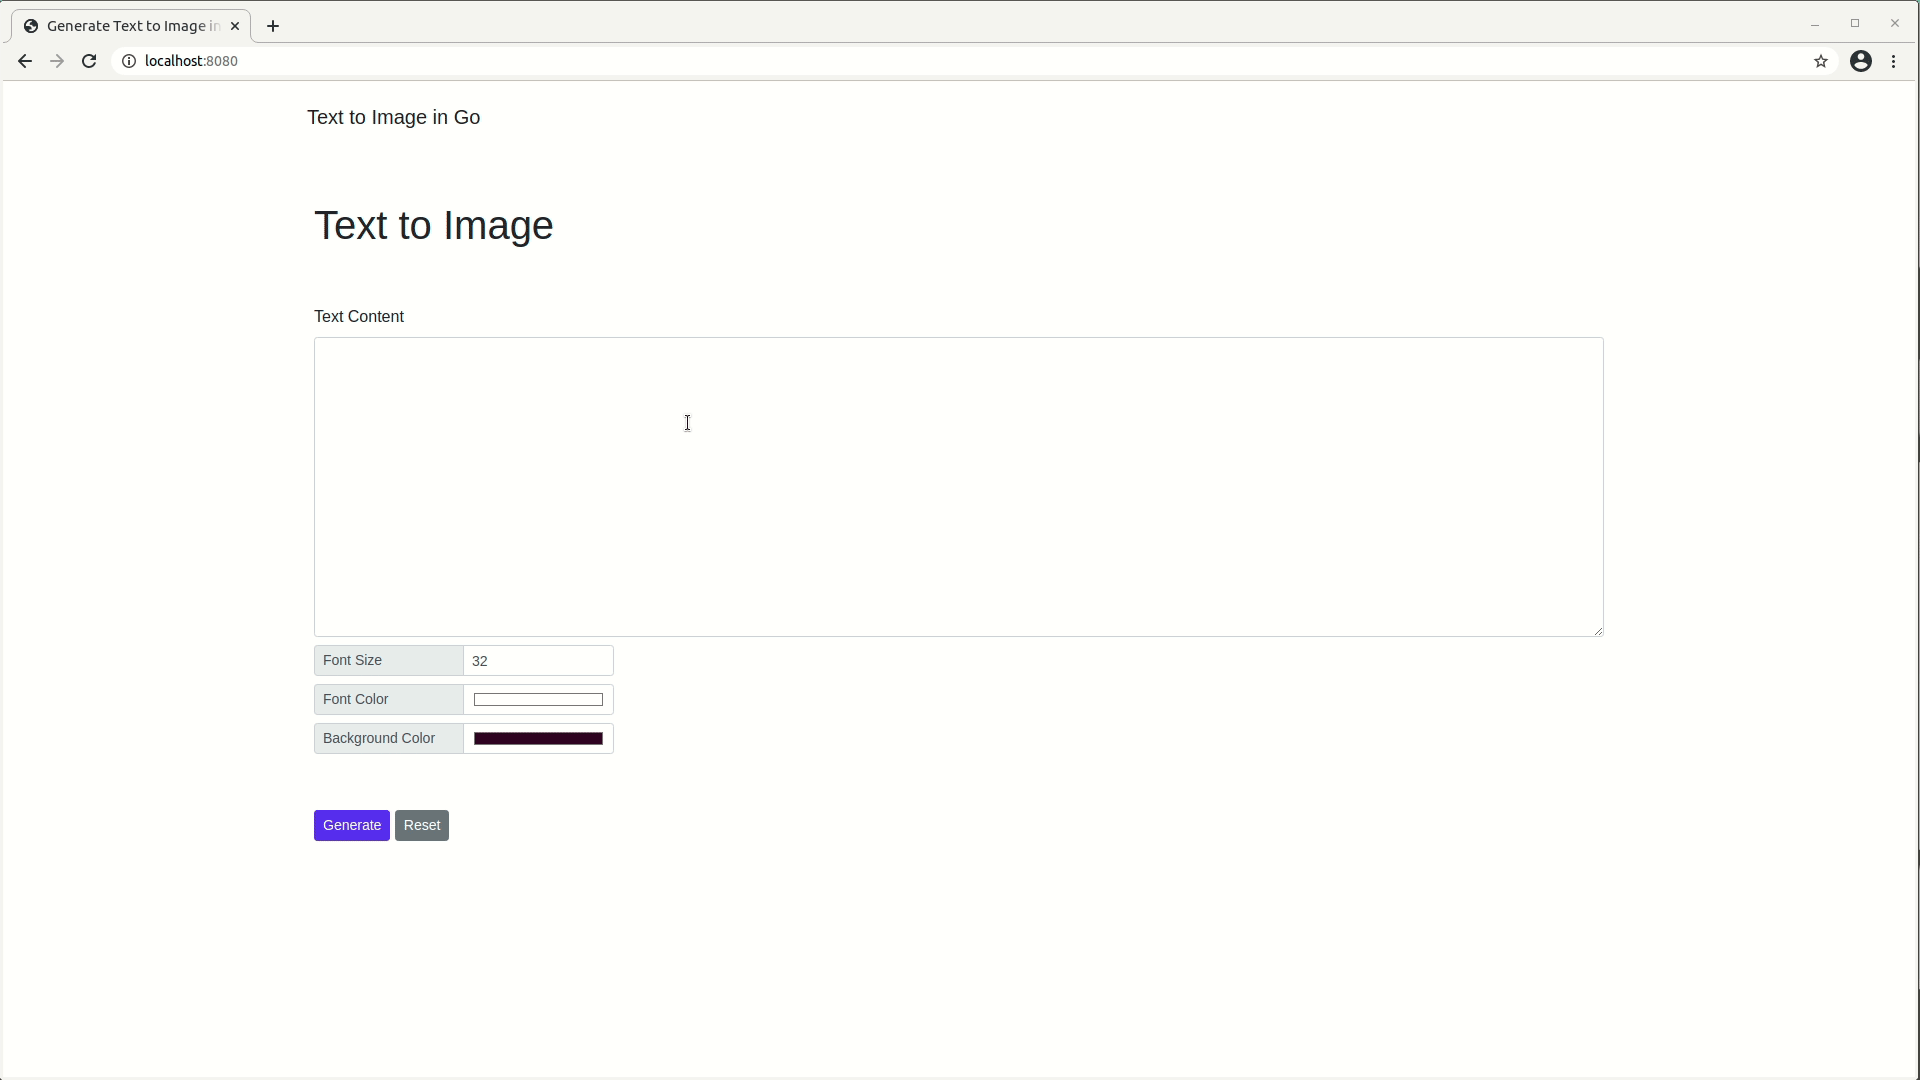 Generate Text to Image in
localhost:8080
Text to Image in Go
Text to Image
Text Content
Font Size 32
Font Color
Background Color
Generate Reset